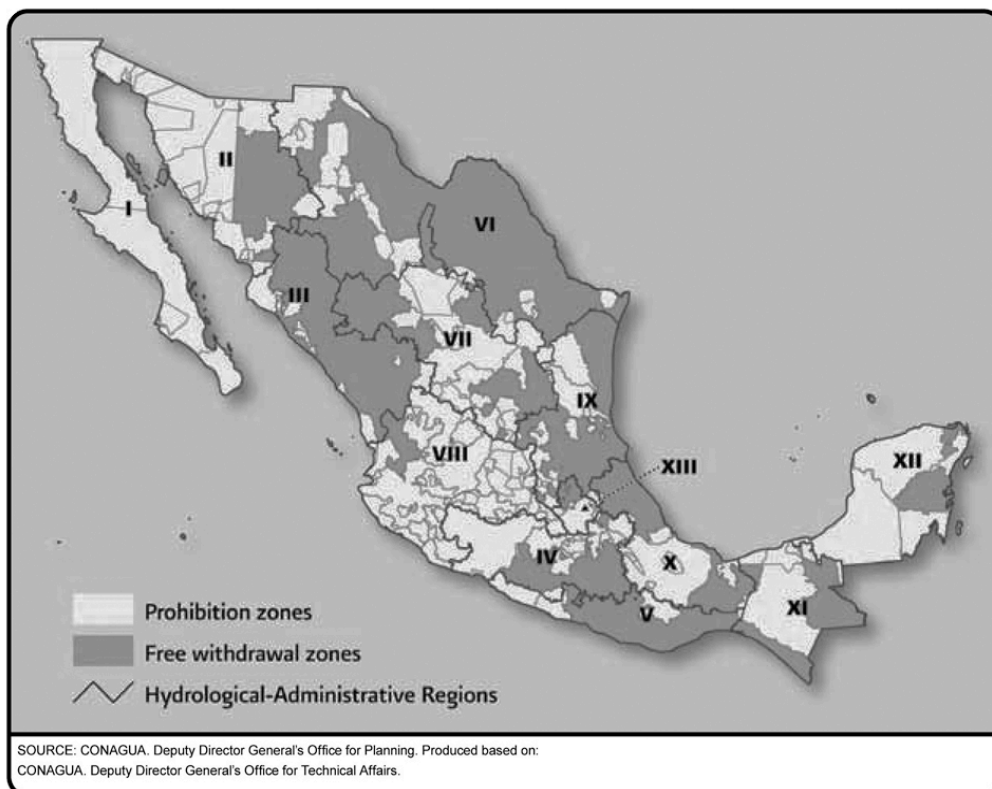 I
II
III
VI
VII
IX
VIII
XIII
XII
IV
X
V
XI
Prohibition zones
Free withdrawal zones
Hydrological-Administrative Regions
SOURCE: CONAGUA. Deputy Director General's Office for Planning. Produced based on:
CONAGUA. Deputy Director General's Office for Technical Affairs.